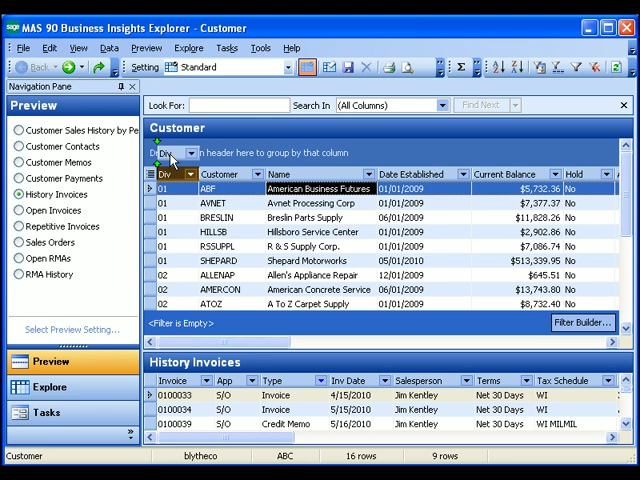 sage MAS 90 Business Insights Explorer - Customer
File Edit View Data Preview Explore Tasks Tools Help
Back Setting Standard Σ
Navigation Pane
Preview
Customer Sales History by Pe
Customer Contacts
Customer Memos
Customer Payments
History Invoices
Open Invoices
Repetitive Invoices
Sales Orders
Open RMAs
RMA History
Select Preview Setting...
Preview
Explore
Tasks
Look For: Search In (All Columns) Find Next
Customer
Div n header here to group by that column
Div Customer Name Date Established Current Balance Hold
01 ABF American Business Futures 01/01/2009 $5,732.36 No
01 AVNET Avnet Processing Corp 01/01/2009 $7,377.37 No
01 BRESLIN Breslin Parts Supply 01/01/2009 $11,828.26 No
01 HILLSB Hillsboro Service Center 01/01/2009 $2,902.86 No
01 RSSUPPL R & S Supply Corp. 01/01/2009 $7,086.74 No
01 SHEPARD Shepard Motorworks 05/01/2010 $513,339.95 No
02 ALLENAP Allen's Appliance Repair 12/01/2009 $645.51 No
02 AMERCON American Concrete Service 06/01/2009 $13,743.80 No
02 ATOZ A To Z Carpet Supply 01/01/2009 $8,732.40 No
<Filter is Empty> Filter Builder...
History Invoices
Invoice App Type Inv Date Salesperson Terms Tax Schedule
0100033 S/O Invoice 4/15/2010 Jim Kentley Net 30 Days WI
0100034 S/O Invoice 5/15/2010 Jim Kentley Net 30 Days WI
0100039 S/O Credit Memo 5/16/2010 Jim Kentley Net 30 Days WI MILMIL
Customer blytheco ABC 16 rows 9 rows